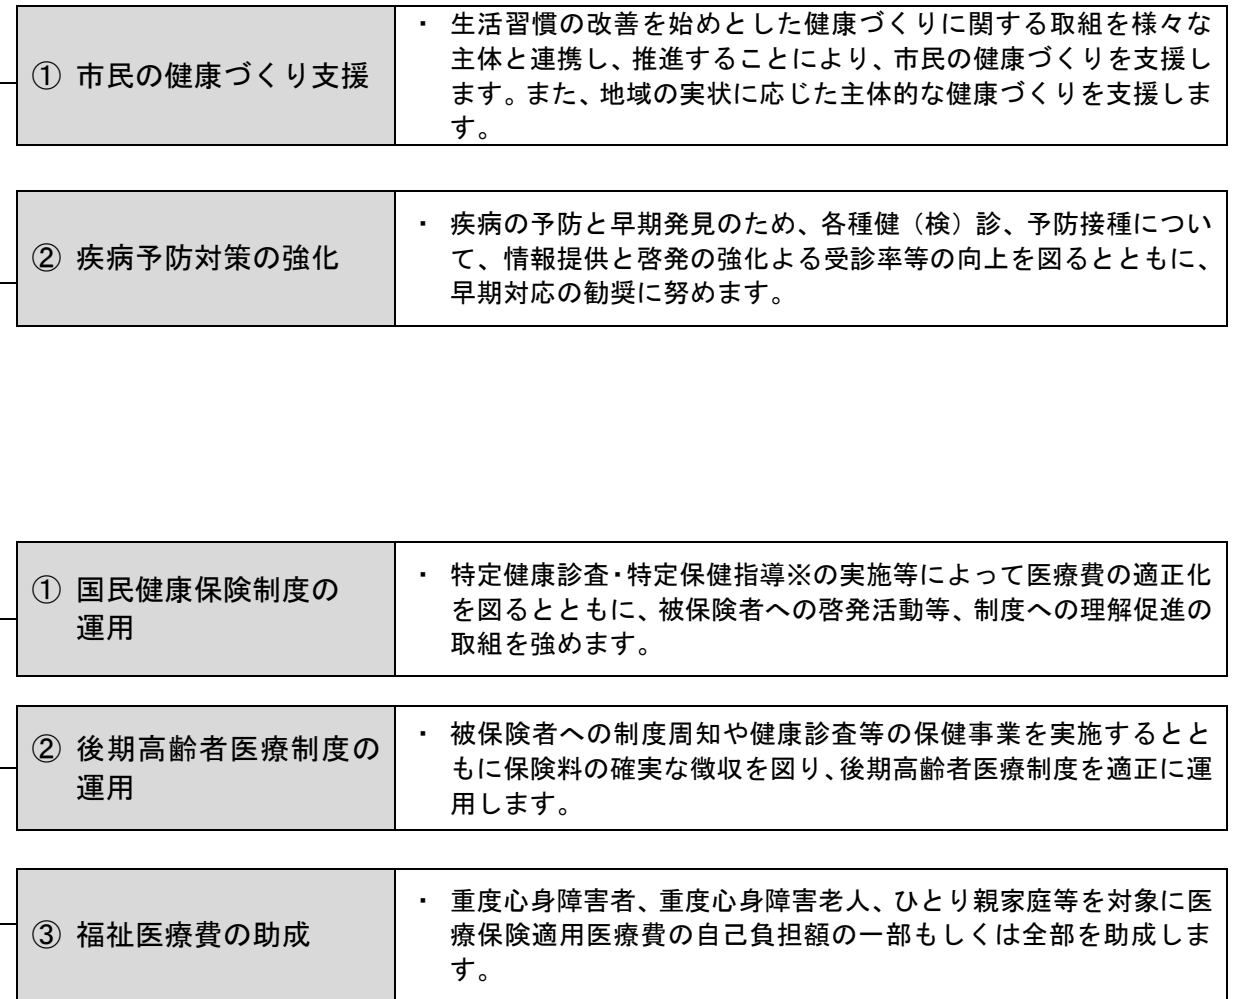 ① 市民の健康づくり支援
・ 生活習慣の改善を始めとした健康づくりに関する取組を様々な
主体と連携し、推進することにより、市民の健康づくりを支援し
ます。また、地域の実状に応じた主体的な健康づくりを支援しま
す。
② 疾病予防対策の強化
・ 疾病の予防と早期発見のため、各種健（検）診、予防接種につい
て、情報提供と啓発の強化よる受診率等の向上を図るとともに、
早期対応の勧奨に努めます。
① 国民健康保険制度の
運用
・ 特定健康診査・特定保健指導※の実施等によって医療費の適正化
を図るとともに、被保険者への啓発活動等、制度への理解促進の
取組を強めます。
② 後期高齢者医療制度の
運用
・ 被保険者への制度周知や健康診査等の保健事業を実施するとと
もに保険料の確実な徴収を図り、後期高齢者医療制度を適正に運
用します。
③ 福祉医療費の助成
・ 重度心身障害者、重度心身障害老人、ひとり親家庭等を対象に医
療保険適用医療費の自己負担額の一部もしくは全部を助成しま
す。